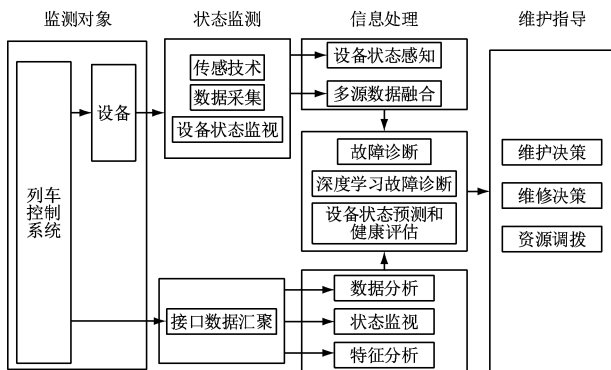 监测对象
状态监测
信息处理
维护指导
列车
控制
系统
设备
传感技术
数据采集
设备状态监视
接口数据汇聚
设备状态感知
多源数据融合
故障诊断
深度学习故障诊断
设备状态预测和
健康评估
数据分析
状态监视
特征分析
维护决策
维修决策
资源调拨